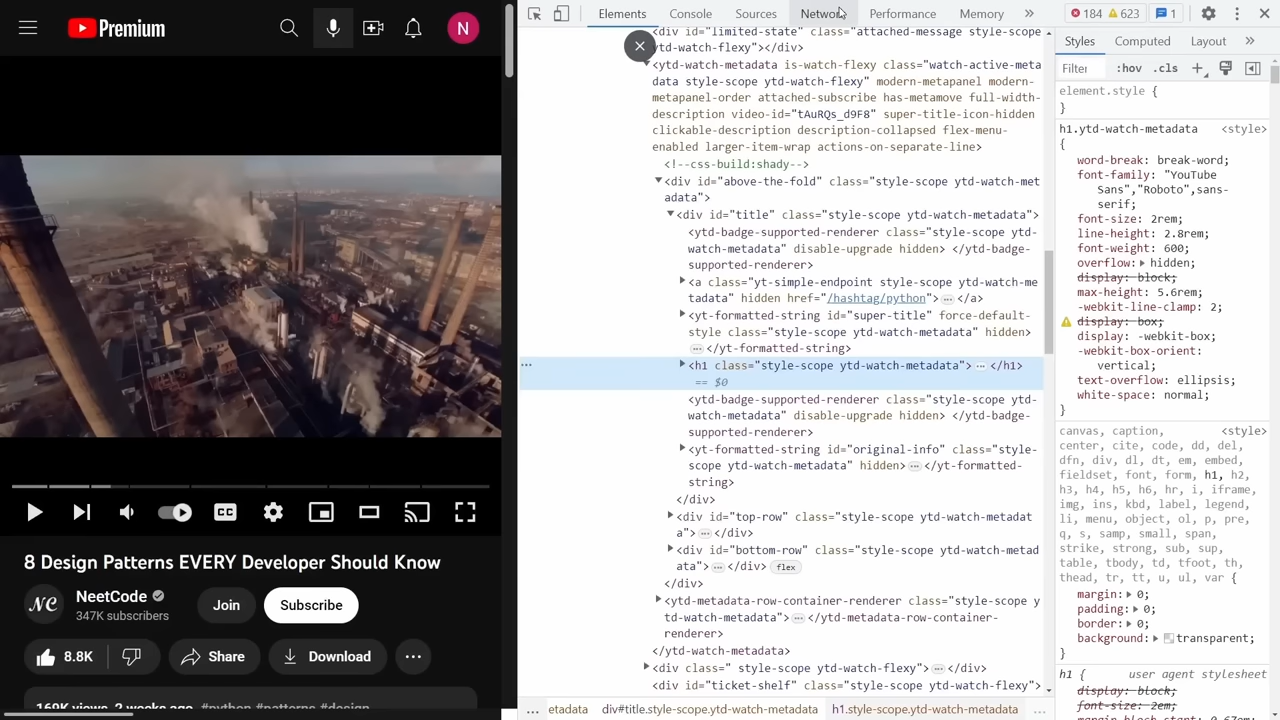 Premium
N
8 Design Patterns EVERY Developer Should Know
NeetCode
347K subscribers
Join
Subscribe
8.8K
Share
Download
169K views 2 weeks ago #python #patterns #design
CC
Elements Console Sources Network Performance Memory » 184 623 1
<div id="limited-state" class="attached-message style-scope
ytd-watch-flexy"></div>
<ytd-watch-metadata is-watch-flexy class="watch-active-meta
data style-scope ytd-watch-flexy" modern-metapanel modern-
metapanel-order attached-subscribe has-metamove full-width-
description video-id="tAuRQs_d9F8" super-title-icon-hidden
clickable-description description-collapsed flex-menu-
enabled larger-item-wrap actions-on-separate-line>
<!--css-build:shady-->
<div id="above-the-fold" class="style-scope ytd-watch-met
adata">
<div id="title" class="style-scope ytd-watch-metadata">
<ytd-badge-supported-renderer class="style-scope ytd-
watch-metadata" disable-upgrade hidden> </ytd-badge-
supported-renderer>
<a class="yt-simple-endpoint style-scope ytd-watch-me
tadata" hidden href="/hashtag/python"> … </a>
<yt-formatted-string id="super-title" force-default-
style class="style-scope ytd-watch-metadata" hidden>
… </yt-formatted-string>
<h1 class="style-scope ytd-watch-metadata"> … </h1>
== $0
<ytd-badge-supported-renderer class="style-scope ytd-
watch-metadata" disable-upgrade hidden> </ytd-badge-
supported-renderer>
<yt-formatted-string id="original-info" class="style-
scope ytd-watch-metadata" hidden> … </yt-formatted-
string>
</div>
<div id="top-row" class="style-scope ytd-watch-metadat
a"> … </div>
<div id="bottom-row" class="style-scope ytd-watch-metad
ata"> … </div> flex
</div>
<ytd-metadata-row-container-renderer class="style-scope y
td-watch-metadata"> … </ytd-metadata-row-container-
renderer>
</ytd-watch-metadata>
<div class=" style-scope ytd-watch-flexy"> … </div>
<div id="ticket-shelf" class="style-scope ytd-watch-flexy
… etadata div#title.style-scope.ytd-watch-metadata h1.style-scope.ytd-watch-metadata …
Styles Computed Layout »
Filter :hov .cls +
element.style {
}
h1.ytd-watch-metadata <style>
{
word-break: break-word;
font-family: "YouTube
Sans","Roboto",sans-
serif;
font-size: 2rem;
line-height: 2.8rem;
font-weight: 600;
overflow: hidden;
display: block;
max-height: 5.6rem;
-webkit-line-clamp: 2;
display: box;
display: -webkit-box;
-webkit-box-orient:
vertical;
text-overflow: ellipsis;
white-space: normal;
}
canvas, caption, <style>
center, cite, code, dd, del,
dfn, div, dl, dt, em, embed,
fieldset, font, form, h1, h2,
h3, h4, h5, h6, hr, i, iframe,
img, ins, kbd, label, legend,
li, menu, object, ol, p, pre,
q, s, samp, small, span,
strike, strong, sub, sup,
table, tbody, td, tfoot, th,
thead, tr, tt, u, ul, var {
margin: 0;
padding: 0;
border: 0;
background: transparent;
}
h1 { user agent stylesheet
display: block;
font-size: 2em;
margin-block-start: 0.67em;